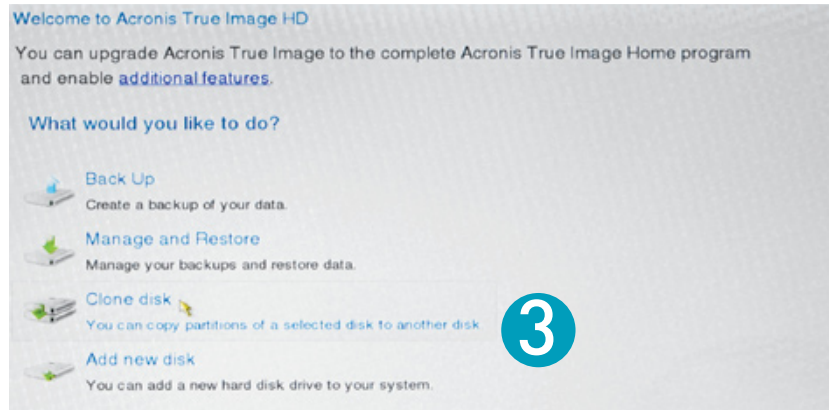 Welcome to Acronis True Image HD
You can upgrade Acronis True Image to the complete Acronis True Image Home program
and enable additional features.
What would you like to do?
Back Up
Create a backup of your data.
Manage and Restore
Manage your backups and restore data.
Clone disk
You can copy partitions of a selected disk to another disk
3
Add new disk
You can add a new hard disk drive to your system.